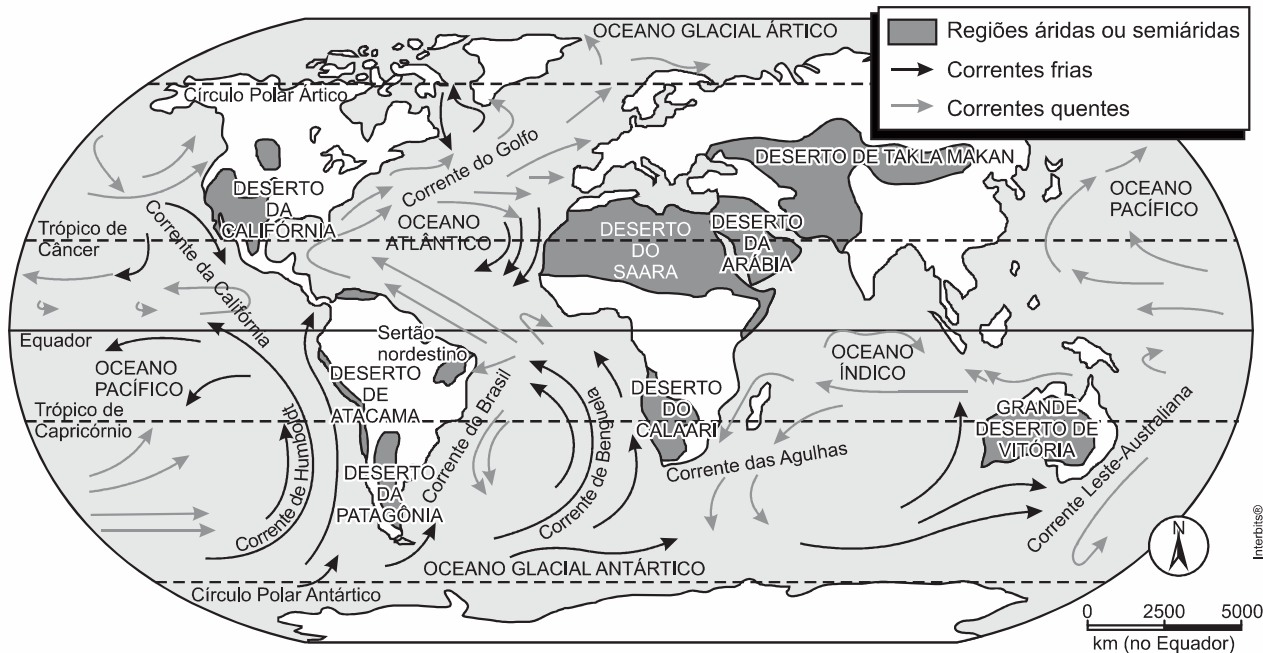 OCEANO GLACIAL ÁRTICO
Regiões áridas ou semiáridas
Correntes frias
Correntes quentes
Círculo Polar Ártico
Corrente do Golfo
DESERTO DE TAKLA MAKAN
DESERTO
DA
CALIFÓRNIA
OCEANO
PACÍFICO
Trópico de
Câncer
OCEANO
ATLÂNTICO
DESERTO
DO
SAARA
DESERTO
DA
ARÁBIA
Corrente da Califórnia
Equador
Sertão
nordestino
OCEANO
PACÍFICO
DESERTO
DE
ATACAMA
OCEANO
ÍNDICO
Trópico de
Capricórnio
Corrente de Humboldt
Corrente do Brasil
Corrente de Benguela
DESERTO
DO
CALAARI
GRANDE
DESERTO DE
VITÓRIA
Corrente das Agulhas
Corrente Leste-Australiana
DESERTO
DA
PATAGÔNIA
OCEANO GLACIAL ANTÁRTICO
Círculo Polar Antártico
N
Interbits®
0 2500 5000
km (no Equador)